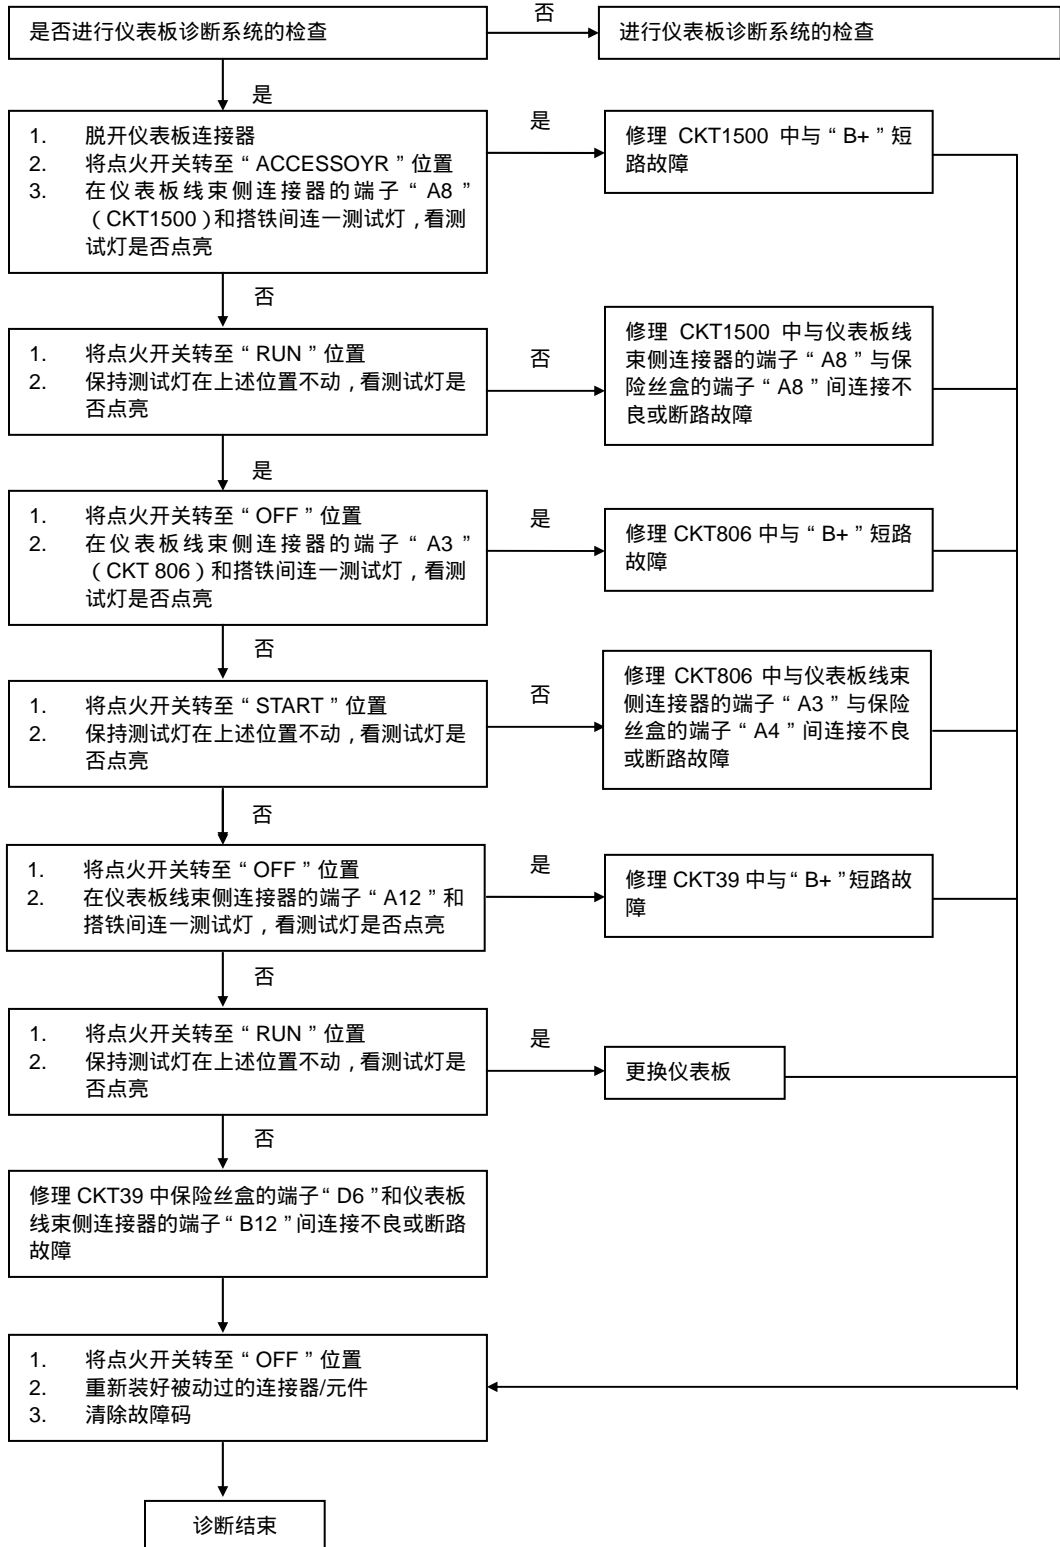 是否进行仪表板诊断系统的检查
否
进行仪表板诊断系统的检查
是
1. 脱开仪表板连接器
2. 将点火开关转至“ACCESSOYR”位置
3. 在仪表板线束侧连接器的端子“A8”
（CKT1500）和搭铁间连一测试灯，看测
试灯是否点亮
是
修理 CKT1500 中与“B+”短
路故障
否
1. 将点火开关转至“RUN”位置
2. 保持测试灯在上述位置不动，看测试灯是
否点亮
否
修理 CKT1500 中与仪表板线
束侧连接器的端子“A8”与保
险丝盒的端子“A8”间连接不
良或断路故障
是
1. 将点火开关转至“OFF”位置
2. 在仪表板线束侧连接器的端子“A3”
（CKT 806）和搭铁间连一测试灯，看测
试灯是否点亮
是
修理 CKT806 中与“B+”短路
故障
否
1. 将点火开关转至“START”位置
2. 保持测试灯在上述位置不动，看测试灯是
否点亮
否
修理 CKT806 中与仪表板线束
侧连接器的端子“A3”与保险
丝盒的端子“A4”间连接不良
或断路故障
否
1. 将点火开关转至“OFF”位置
2. 在仪表板线束侧连接器的端子“A12”和
搭铁间连一测试灯，看测试灯是否点亮
是
修理 CKT39 中与“B+”短路故
障
否
1. 将点火开关转至“RUN”位置
2. 保持测试灯在上述位置不动，看测试灯是
否点亮
是
更换仪表板
否
修理 CKT39 中保险丝盒的端子“D6”和仪表板
线束侧连接器的端子“B12”间连接不良或断路
故障
1. 将点火开关转至“OFF”位置
2. 重新装好被动过的连接器/元件
3. 清除故障码
诊断结束